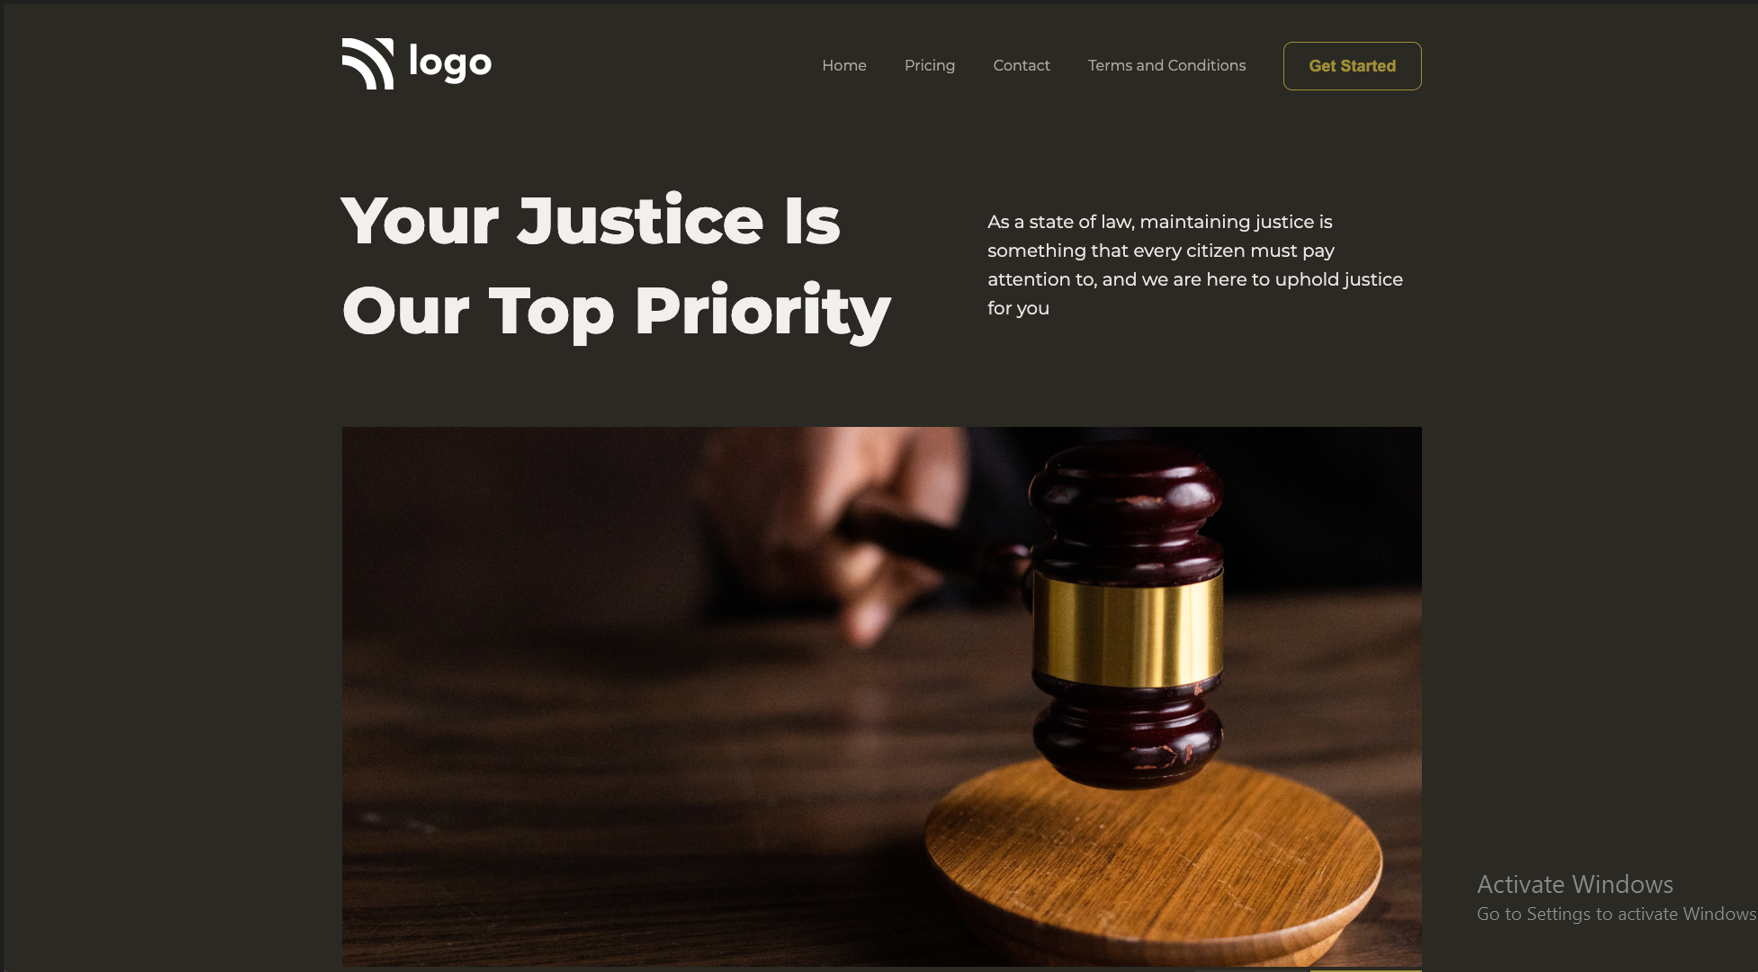 logo
Home
Pricing
Contact
Terms and Conditions
Get Started
Your Justice Is
Our Top Priority
As a state of law, maintaining justice is
something that every citizen must pay
attention to, and we are here to uphold justice
for you
Activate Windows
Go to Settings to activate Windows